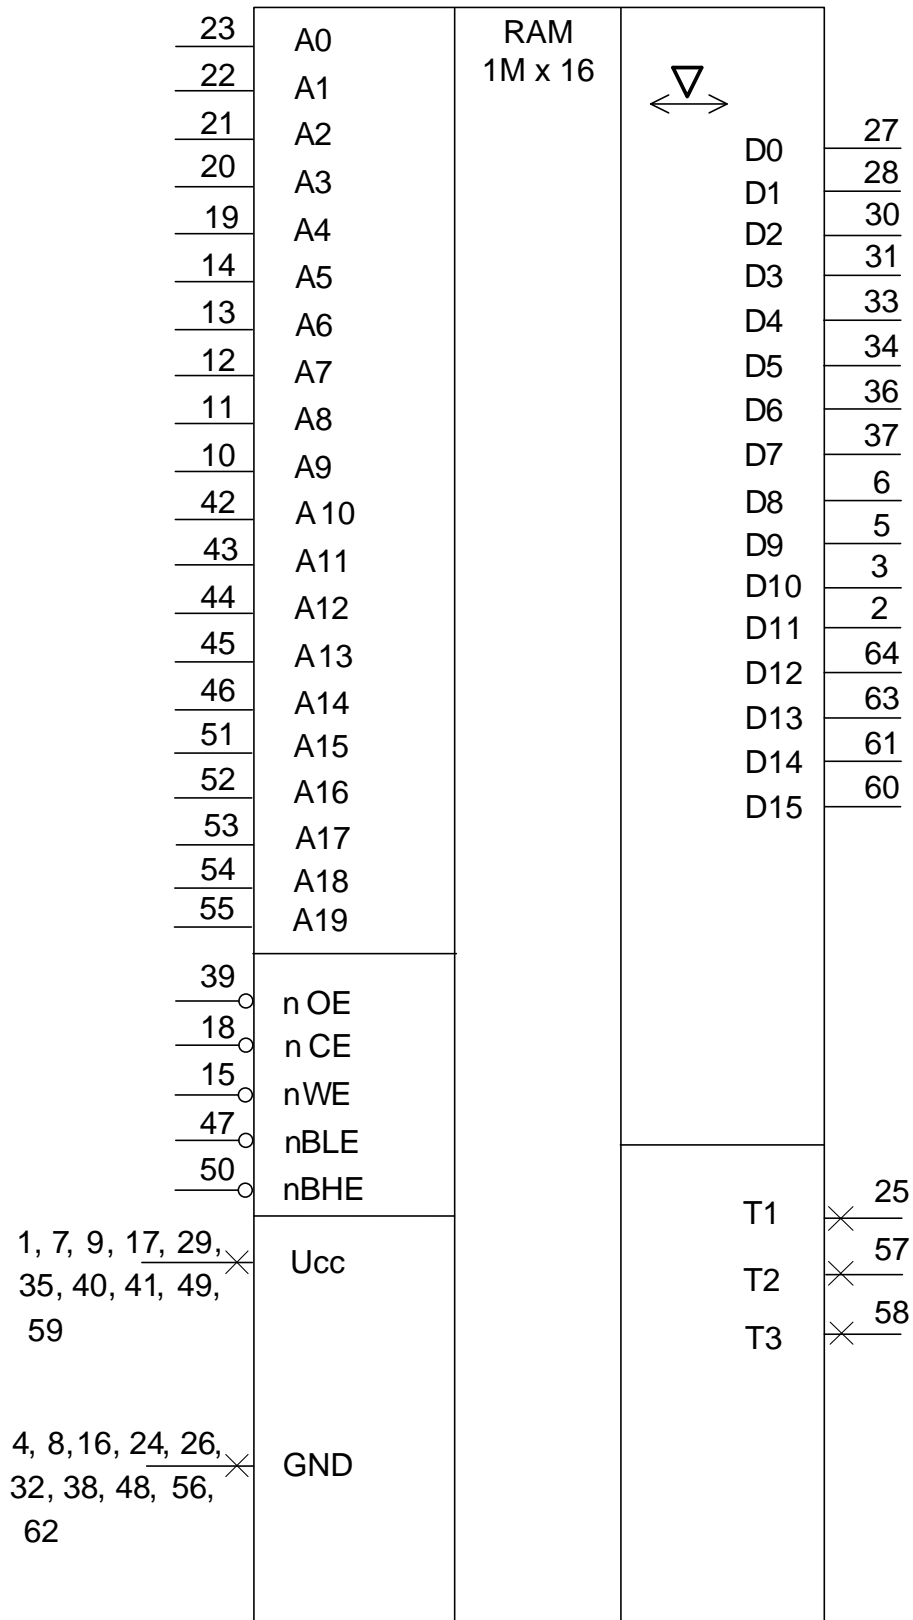 RAM
1M x 16
23 A0
22 A1
21 A2
20 A3
19 A4
14 A5
13 A6
12 A7
11 A8
10 A9
42 A 10
43 A11
44 A12
45 A13
46 A14
51 A15
52 A16
53 A17
54 A18
55 A19
39 n OE
18 n CE
15 nWE
47 nBLE
50 nBHE
1, 7, 9, 17, 29, Ucc
35, 40, 41, 49,
59
4, 8,16, 24, 26, GND
32, 38, 48, 56,
62
D0 27
D1 28
D2 30
D3 31
D4 33
D5 34
D6 36
D7 37
D8 6
D9 5
D10 3
D11 2
D12 64
D13 63
D14 61
D15 60
T1 25
T2 57
T3 58